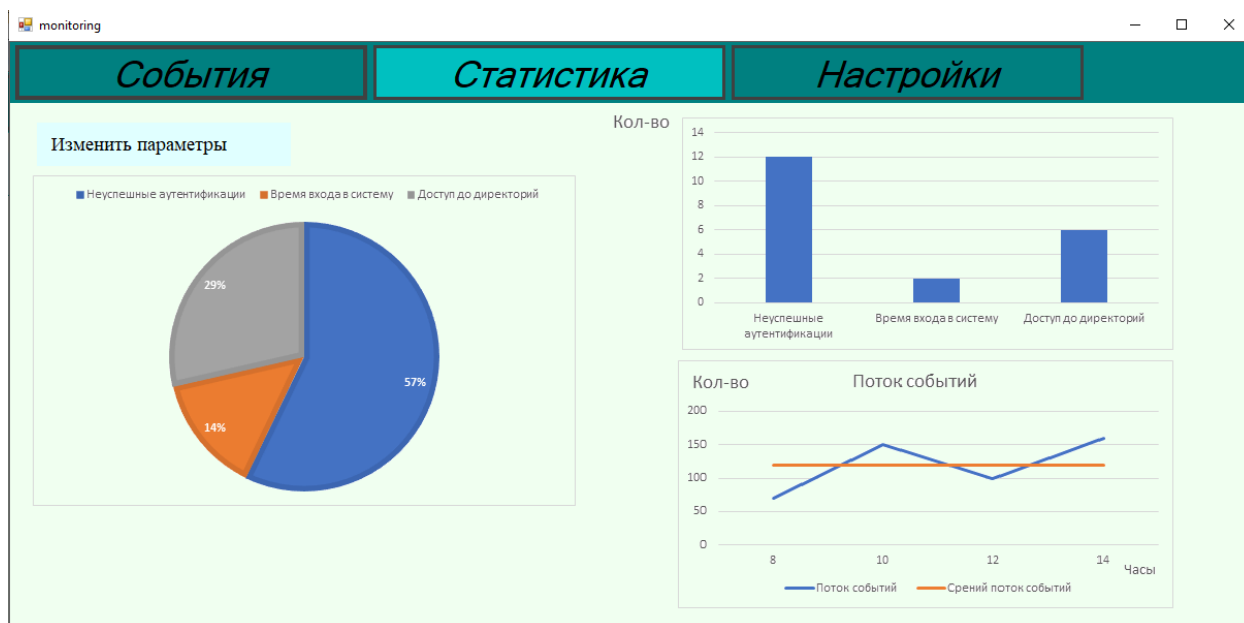 monitoring
События
Статистика
Настройки
Изменить параметры
Неуспешные аутентификации
Время входа в систему
Доступ до директорий
29%
57%
14%
Кол-во
14
12
10
8
6
4
2
0
Неуспешные
аутентификации
Время входа в систему
Доступ до директорий
Кол-во
Поток событий
200
150
100
50
0
8
10
12
14
Часы
Поток событий
Срений поток событий